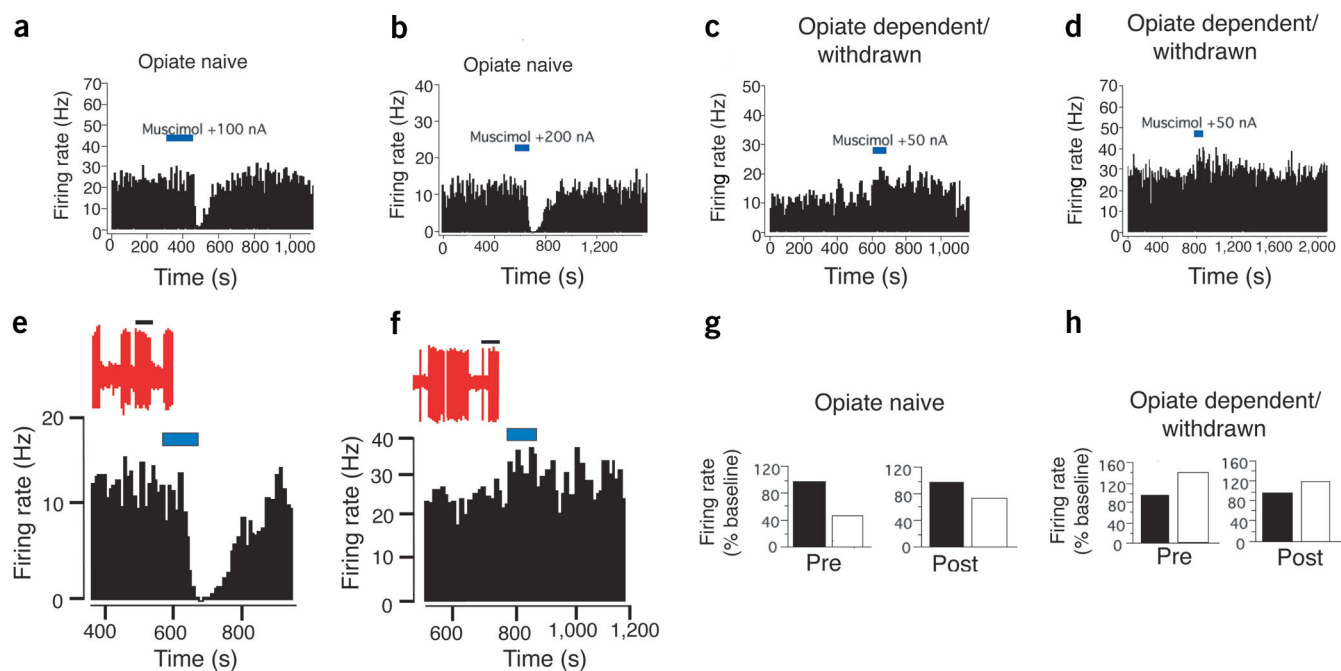 a
Opiate naive
Firing rate (Hz)
70
60
50
40
30
20
10
0
Muscimol +100 nA
0 200 400 600 800 1,000
Time (s)
b
Opiate naive
Firing rate (Hz)
40
30
20
10
0
Muscimol +200 nA
0 400 800 1,200
Time (s)
c
Opiate dependent/
withdrawn
Firing rate (Hz)
50
40
30
20
10
0
Muscimol +50 nA
0 200 400 600 800 1,000
Time (s)
d
Opiate dependent/
withdrawn
Firing rate (Hz)
70
60
50
40
30
20
10
0
Muscimol +50 nA
0 400 800 1,200 1,600 2,000
Time (s)
e
Firing rate (Hz)
20
10
0
400 600 800
Time (s)
f
Firing rate (Hz)
40
30
20
10
0
600 800 1,000 1,200
Time (s)
g
Opiate naive
Firing rate
(% baseline)
120
80
40
0
Pre
120
80
40
0
Post
h
Opiate dependent/
withdrawn
Firing rate
(% baseline)
160
120
80
40
0
Pre
160
120
80
40
0
Post